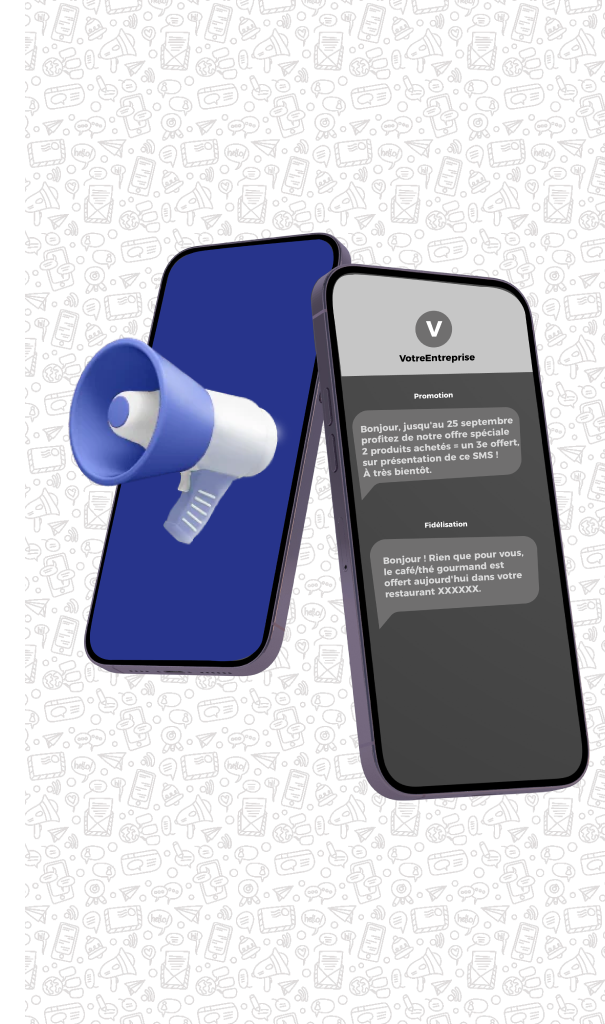 V
VotreEntreprise
Promotion
Bonjour, jusqu'au 25 septembre
profitez de notre offre spéciale
2 produits achetés = un 3e offert,
sur présentation de ce SMS !
À très bientôt.
Fidélisation
Bonjour ! Rien que pour vous,
le café/thé gourmand est
offert aujourd'hui dans votre
restaurant XXXXXX.